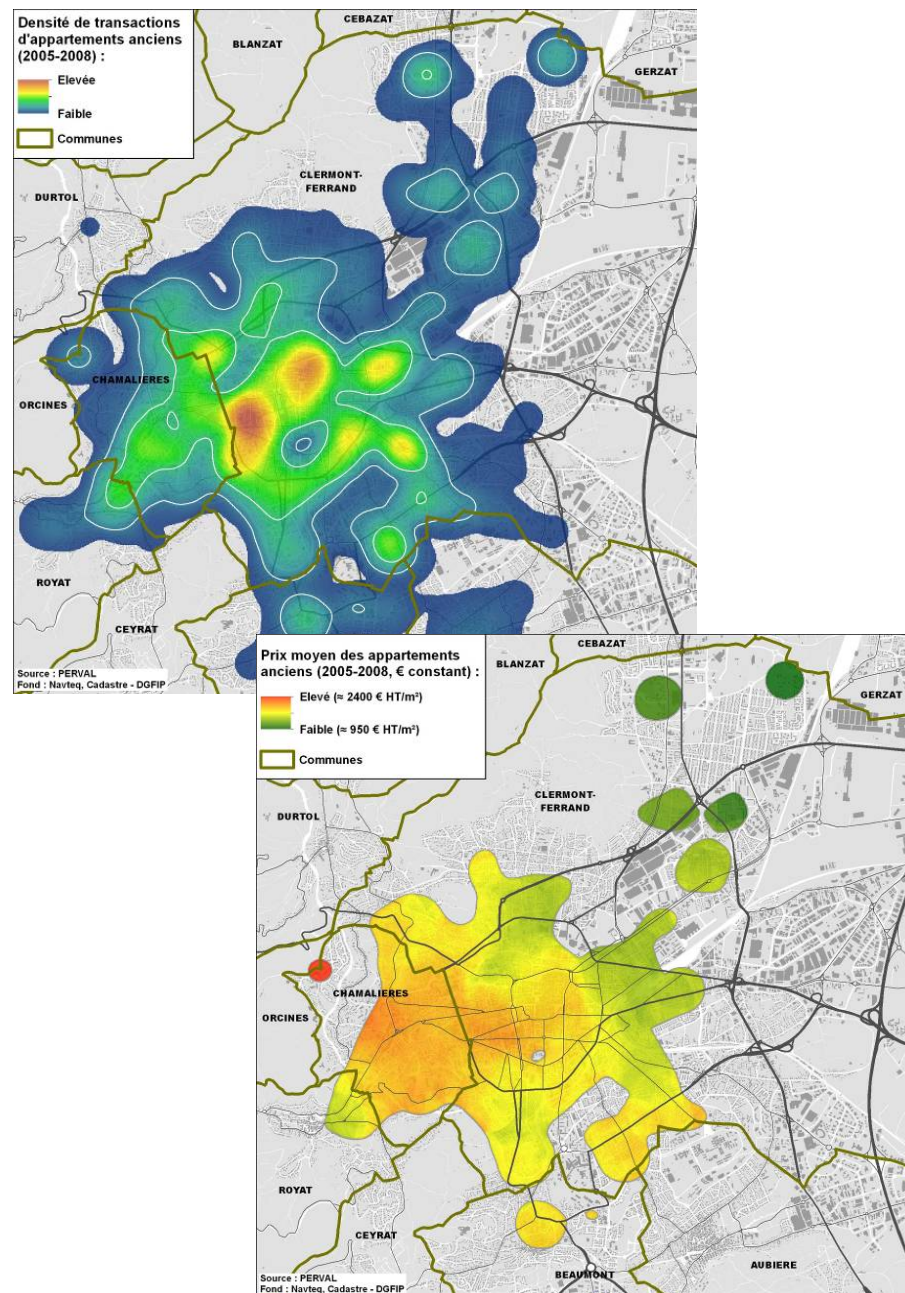 Densité de transactions
d'appartements anciens
(2005-2008) :
Elevée
Faible
Communes
CEBAZAT
BLANZAT
GERZAT
CLERMONT-
FERRAND
DURTOL
CHAMALIERES
ORCINES
ROYAT
CEYRAT
Source : PERVAL
Fond : Navteq, Cadastre - DGFIP
Prix moyen des appartements
anciens (2005-2008, € constant) :
Elevé (≈ 2400 € HT/m²)
Faible (≈ 950 € HT/m²)
Communes
CEBAZAT
BLANZAT
GERZAT
CLERMONT-
FERRAND
DURTOL
CHAMALIERES
ORCINES
ROYAT
CEYRAT
AUBIERE
BEAUMONT
Source : PERVAL
Fond : Navteq, Cadastre - DGFIP